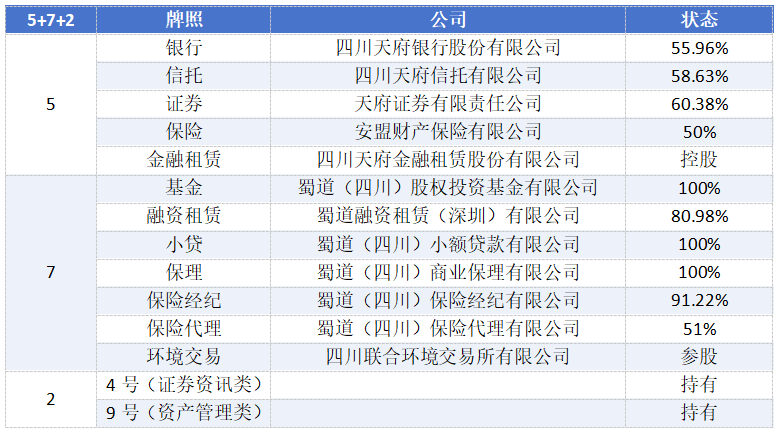 5+7+2 牌照 公司 状态
5
银行 四川天府银行股份有限公司 55.96%
信托 四川天府信托有限公司 58.63%
证券 天府证券有限责任公司 60.38%
保险 安盟财产保险有限公司 50%
金融租赁 四川天府金融租赁股份有限公司 控股
7
基金 蜀道（四川）股权投资基金有限公司 100%
融资租赁 蜀道融资租赁（深圳）有限公司 80.98%
小贷 蜀道（四川）小额贷款有限公司 100%
保理 蜀道（四川）商业保理有限公司 100%
保险经纪 蜀道（四川）保险经纪有限公司 91.22%
保险代理 蜀道（四川）保险代理有限公司 51%
环境交易 四川联合环境交易所有限公司 参股
2
4号（证券资讯类） 持有
9号（资产管理类） 持有